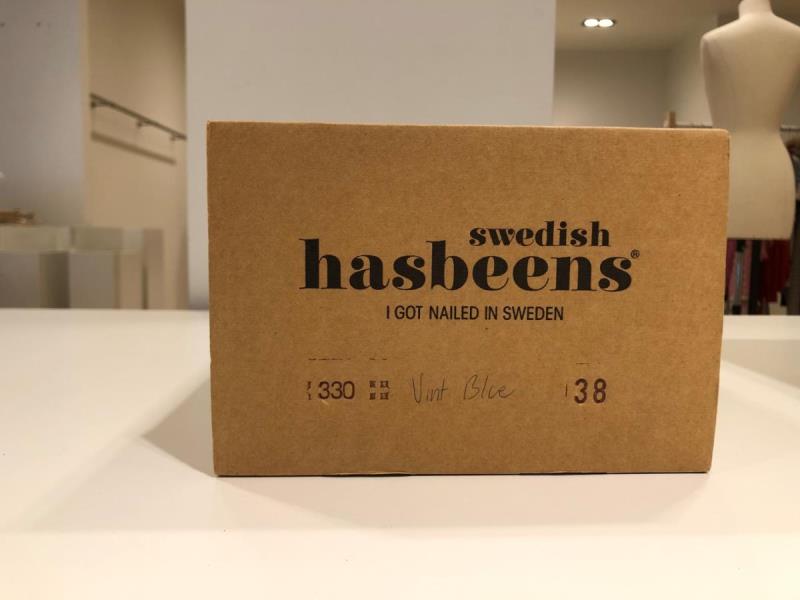 swedish
hasbeens®
I GOT NAILED IN SWEDEN
330 Vint Blue 38